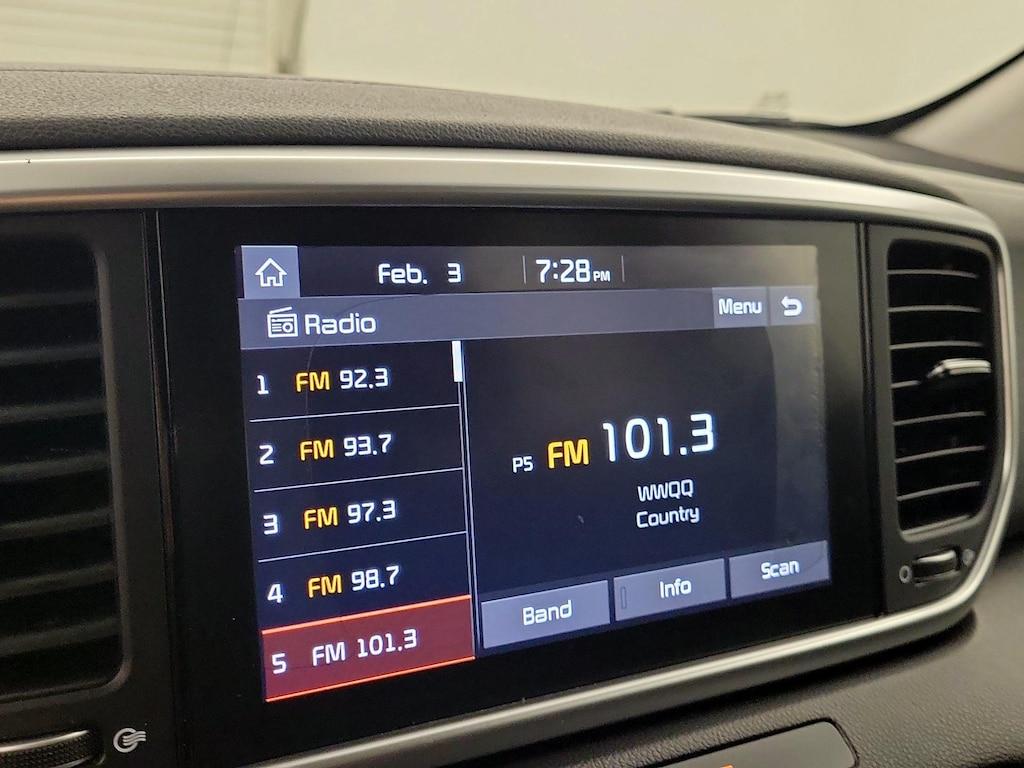 Feb. 3 7:28 PM
Radio Menu
1 FM 92.3
2 FM 93.7
3 FM 97.3
4 FM 98.7
5 FM 101.3
P5 FM 101.3
WWQQ
Country
Band Info Scan